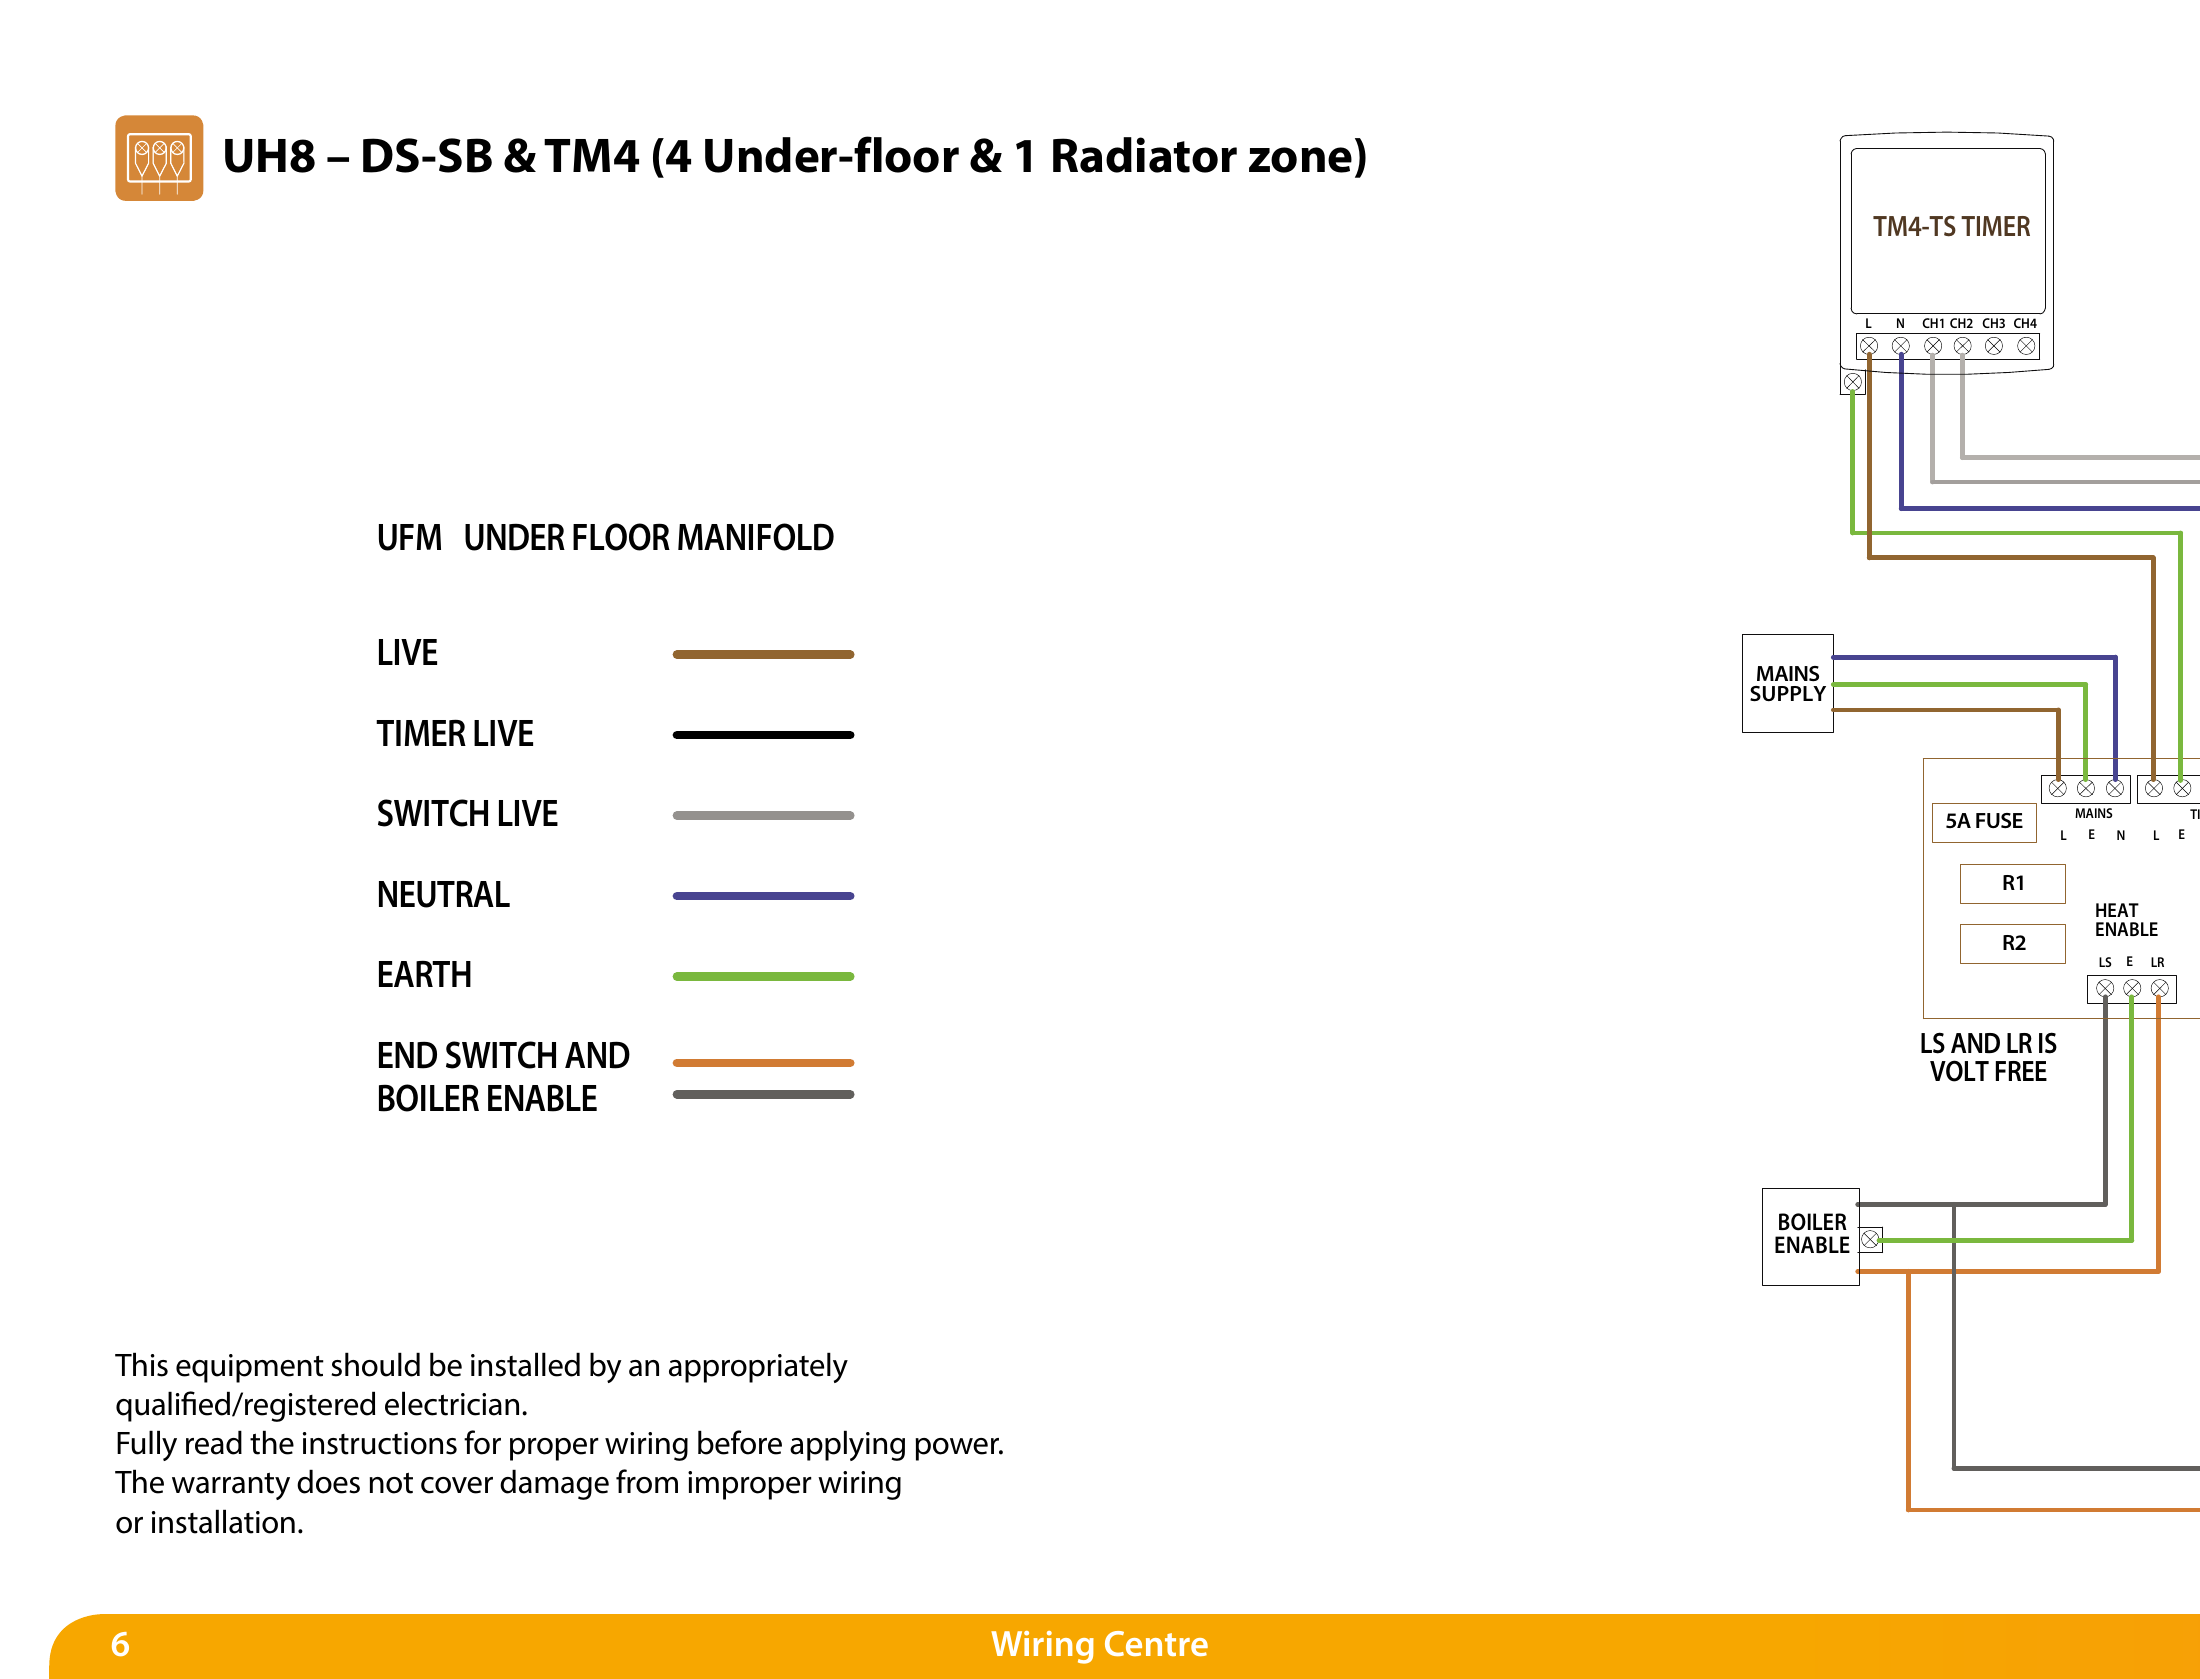 UH8 – DS-SB & TM4 (4 Under-floor & 1 Radiator zone)
TM4-TS TIMER
L N CH1 CH2 CH3 CH4
UFM UNDER FLOOR MANIFOLD
LIVE
TIMER LIVE
SWITCH LIVE
NEUTRAL
EARTH
END SWITCH AND
BOILER ENABLE
MAINS
SUPPLY
5A FUSE
MAINS
TI
L E N L E
R1
R2
HEAT
ENABLE
LS E LR
LS AND LR IS
VOLT FREE
BOILER
ENABLE
This equipment should be installed by an appropriately
qualified/registered electrician.
Fully read the instructions for proper wiring before applying power.
The warranty does not cover damage from improper wiring
or installation.
6
Wiring Centre